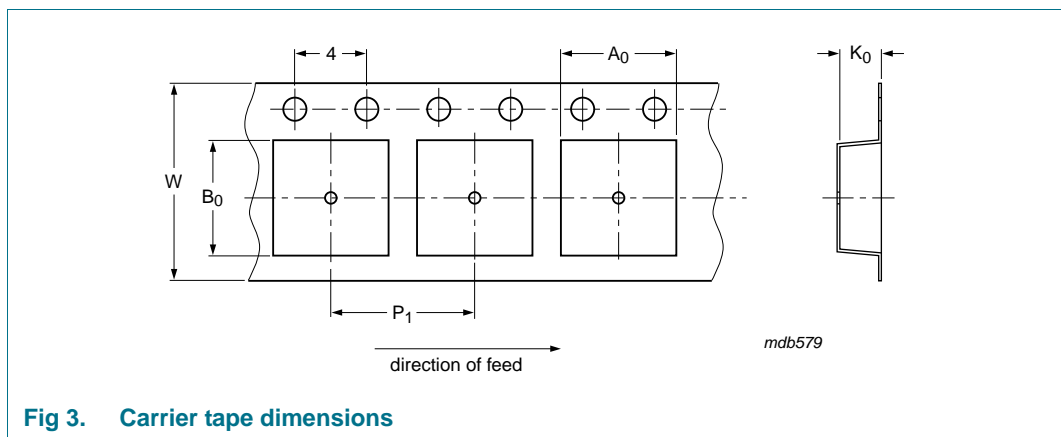 4
A0
K0
W
B0
P1
direction of feed
mdb579
Fig 3. Carrier tape dimensions